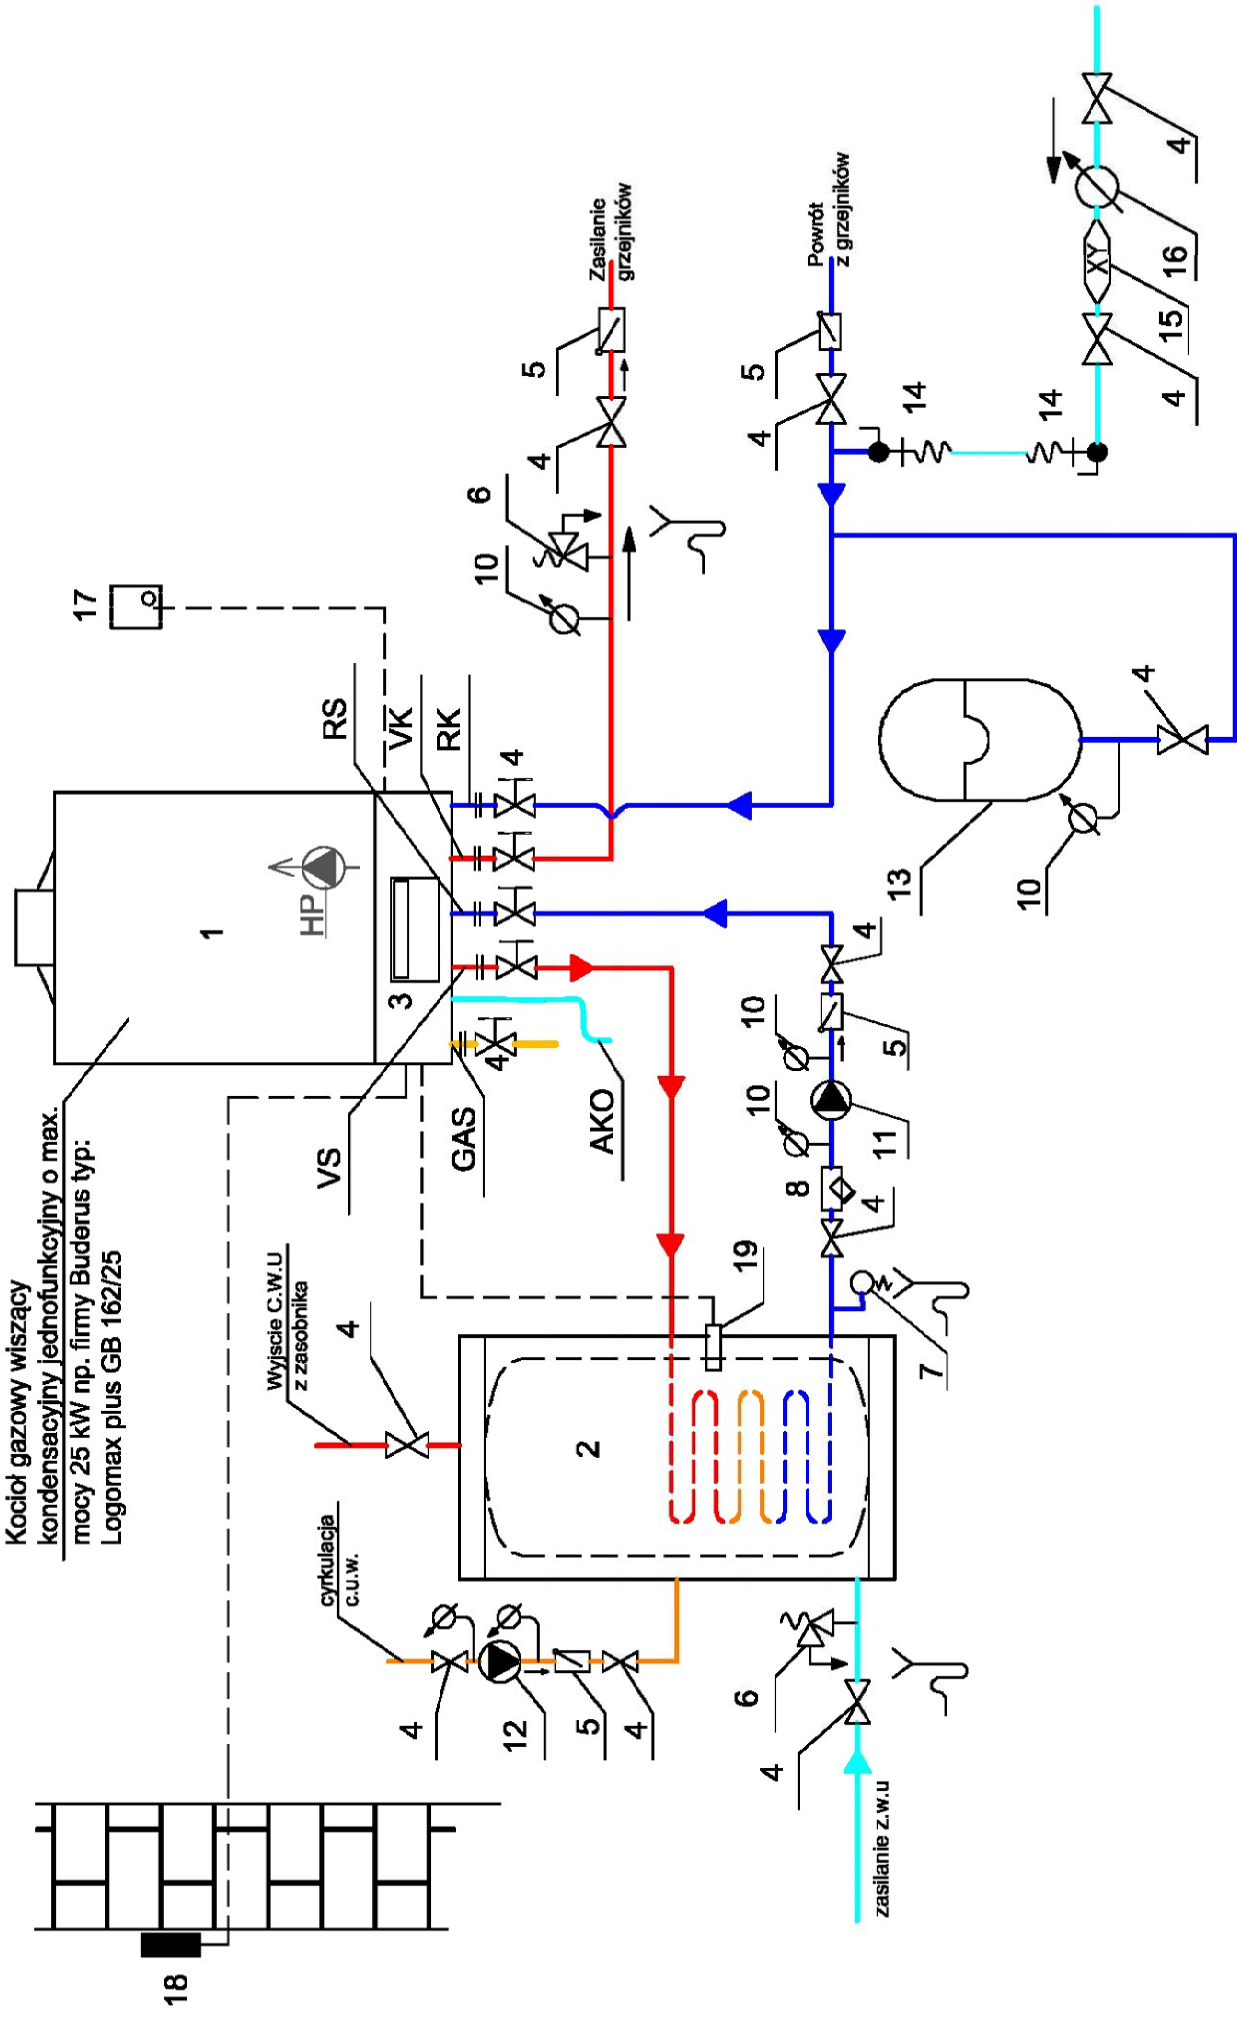 Kocioł gazowy wiszący
kondensacyjny jednofunkcyjny o max.
mocy 25 kW np. firmy Buderus typ:
Logomax plus GB 162/25
18
17
1
HP
3
RS
VK
RK
4
VS
GAS
4
AKO
Wyjscie C.W.U
z zasobnika
4
cyrkulacja
c.u.w.
4
12
5
4
2
19
6
4
zasilanie z.w.u
7
8
4
10
11
10
5
4
10
6
4
5
Zasilanie
grzejników
4
5
Powrót
z grzejników
13
10
4
14
14
4
15
XY
16
4